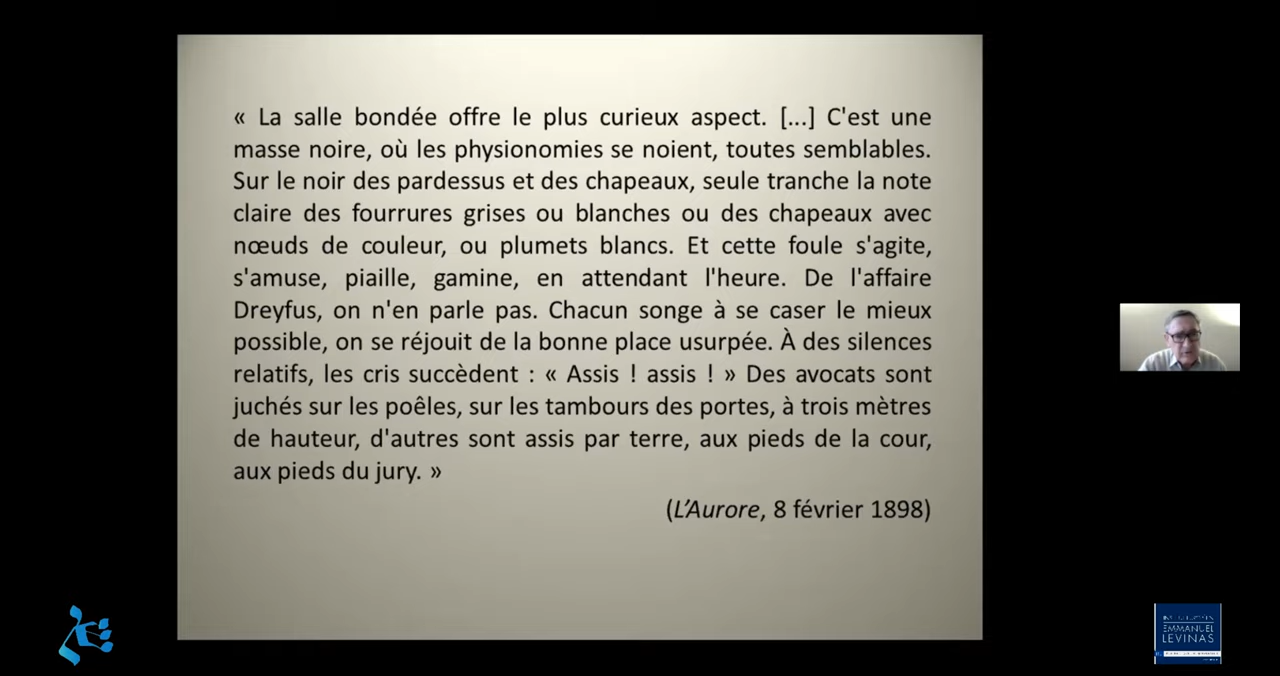 « La salle bondée offre le plus curieux aspect. [...] C'est une
masse noire, où les physionomies se noient, toutes semblables.
Sur le noir des pardessus et des chapeaux, seule tranche la note
claire des fourrures grises ou blanches ou des chapeaux avec
nœuds de couleur, ou plumets blancs. Et cette foule s'agite,
s'amuse, piaille, gamine, en attendant l'heure. De l'affaire
Dreyfus, on n'en parle pas. Chacun songe à se caser le mieux
possible, on se réjouit de la bonne place usurpée. À des silences
relatifs, les cris succèdent : « Assis ! assis ! » Des avocats sont
juchés sur les poêles, sur les tambours des portes, à trois mètres
de hauteur, d'autres sont assis par terre, aux pieds de la cour,
aux pieds du jury. »
(L’Aurore, 8 février 1898)
EMMANUEL
LEVINAS